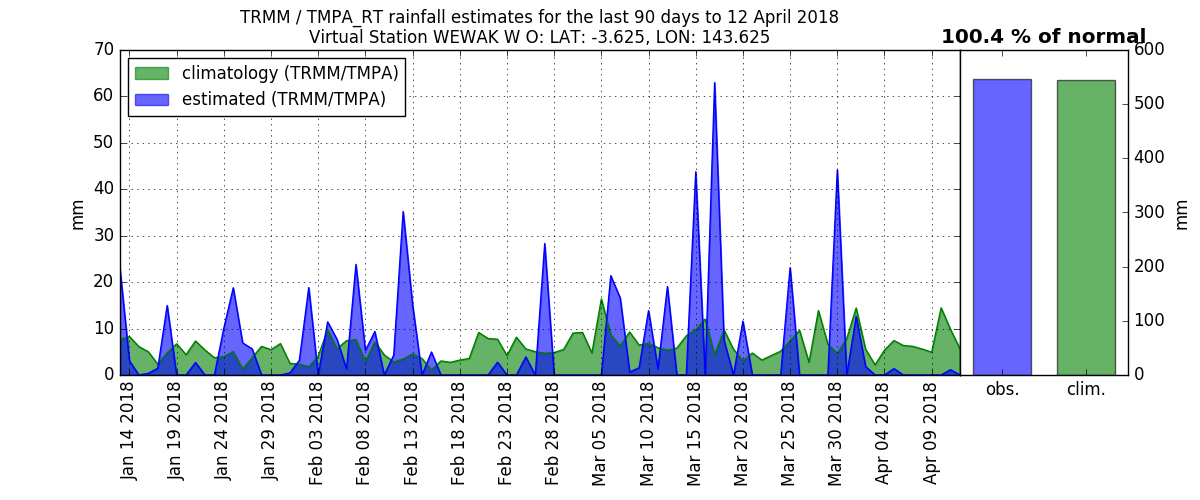 TRMM / TMPA_RT rainfall estimates for the last 90 days to 12 April 2018
Virtual Station WEWAK W O: LAT: -3.625, LON: 143.625
100.4 % of normal
climatology (TRMM/TMPA)
estimated (TRMM/TMPA)
70
60
50
40
30
20
10
0
mm
Jan 14 2018
Jan 19 2018
Jan 24 2018
Jan 29 2018
Feb 03 2018
Feb 08 2018
Feb 13 2018
Feb 18 2018
Feb 23 2018
Feb 28 2018
Mar 05 2018
Mar 10 2018
Mar 15 2018
Mar 20 2018
Mar 25 2018
Mar 30 2018
Apr 04 2018
Apr 09 2018
600
500
400
300
200
100
0
mm
obs.
clim.